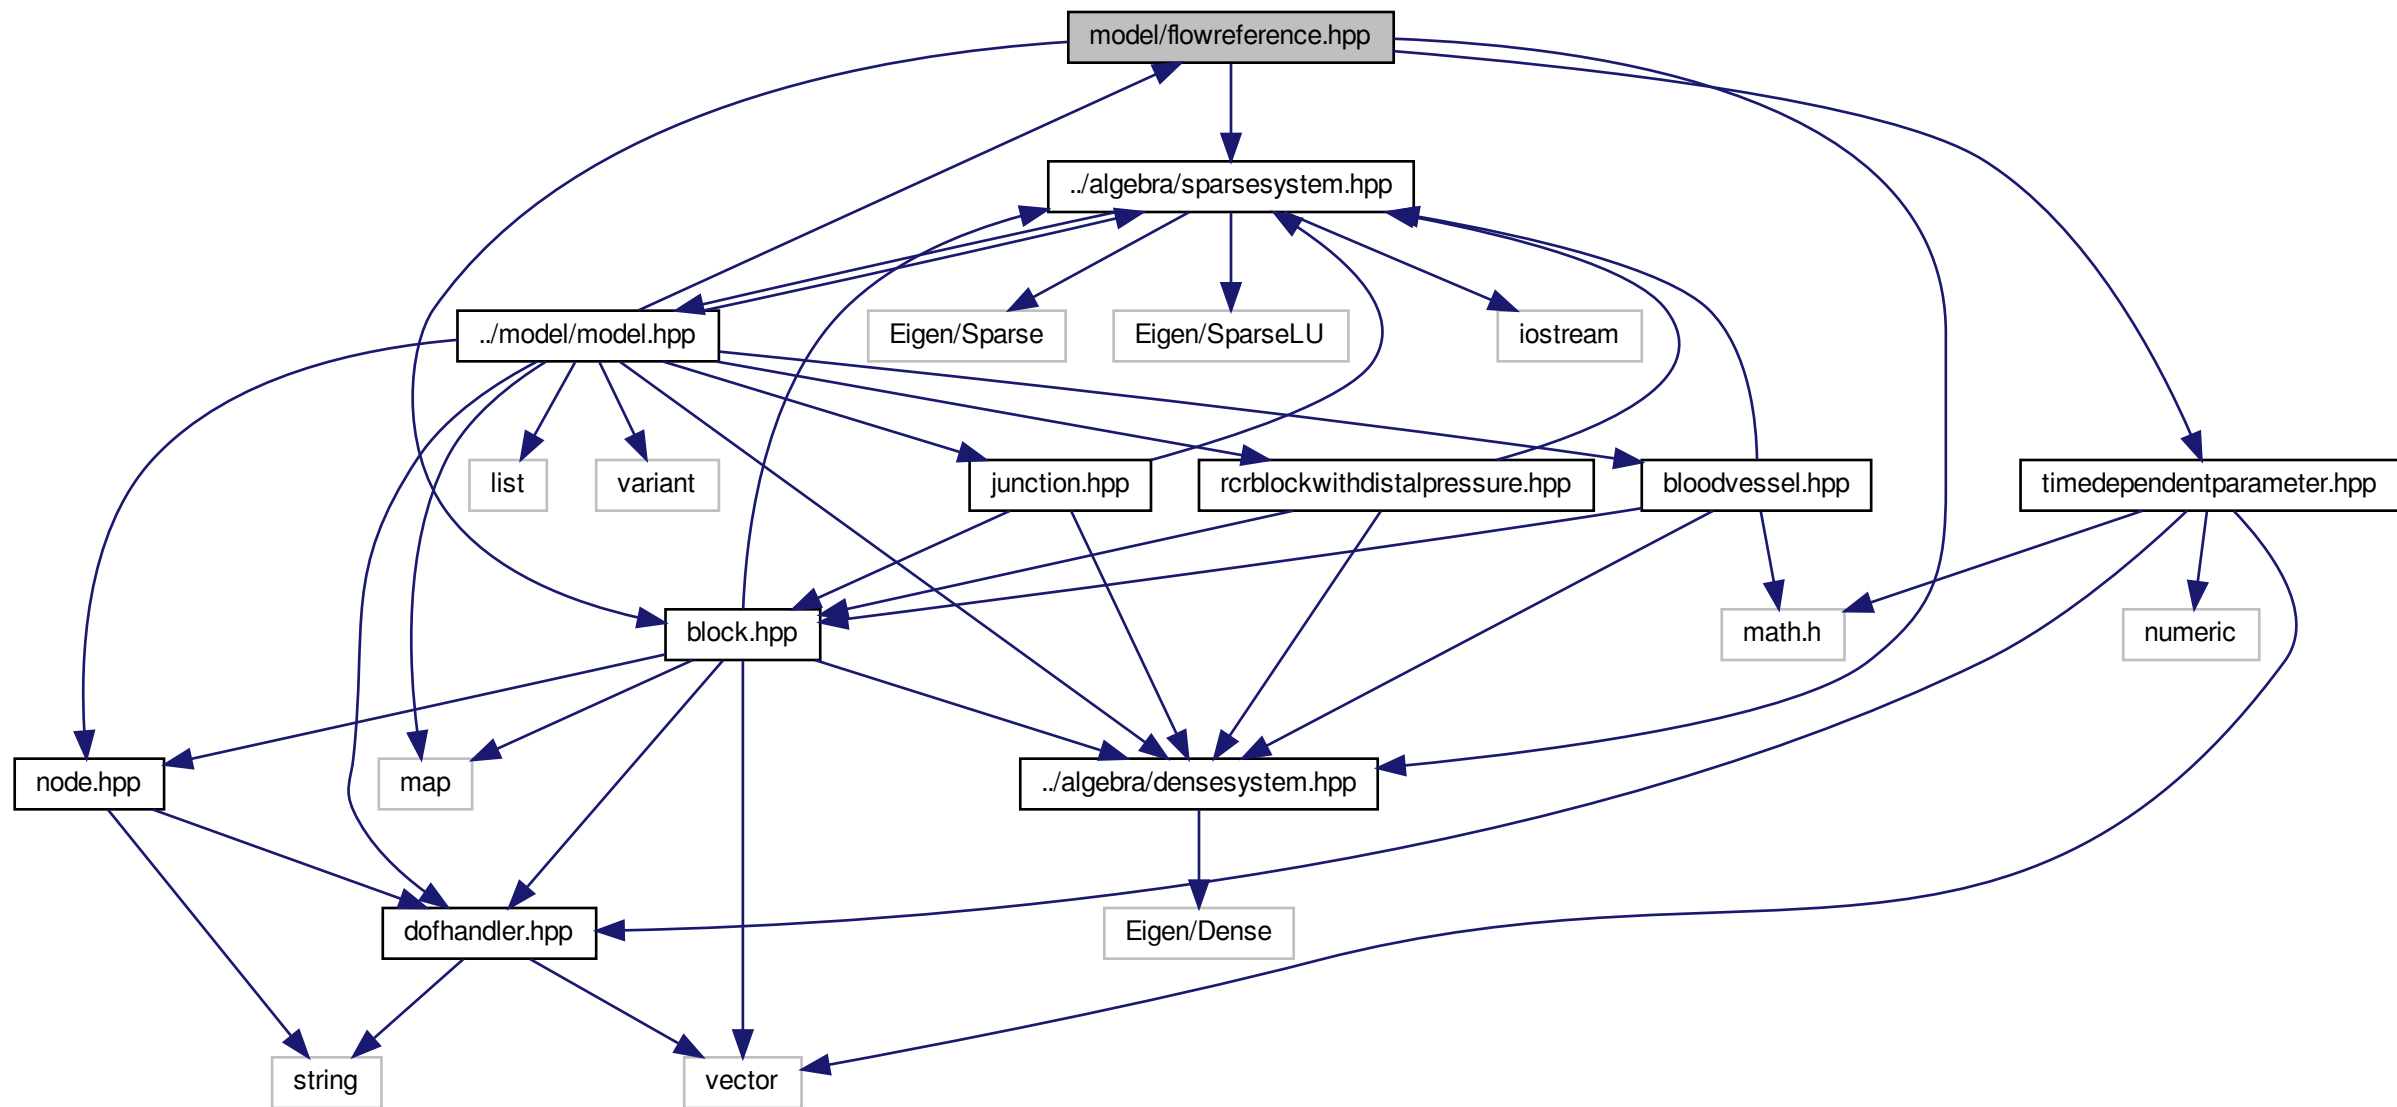 model/flowreference.hpp
../algebra/sparsesystem.hpp
../model/model.hpp
Eigen/Sparse
Eigen/SparseLU
iostream
list
variant
junction.hpp
rcrblockwithdistalpressure.hpp
bloodvessel.hpp
timedependentparameter.hpp
block.hpp
math.h
numeric
node.hpp
map
../algebra/densesystem.hpp
dofhandler.hpp
Eigen/Dense
string
vector